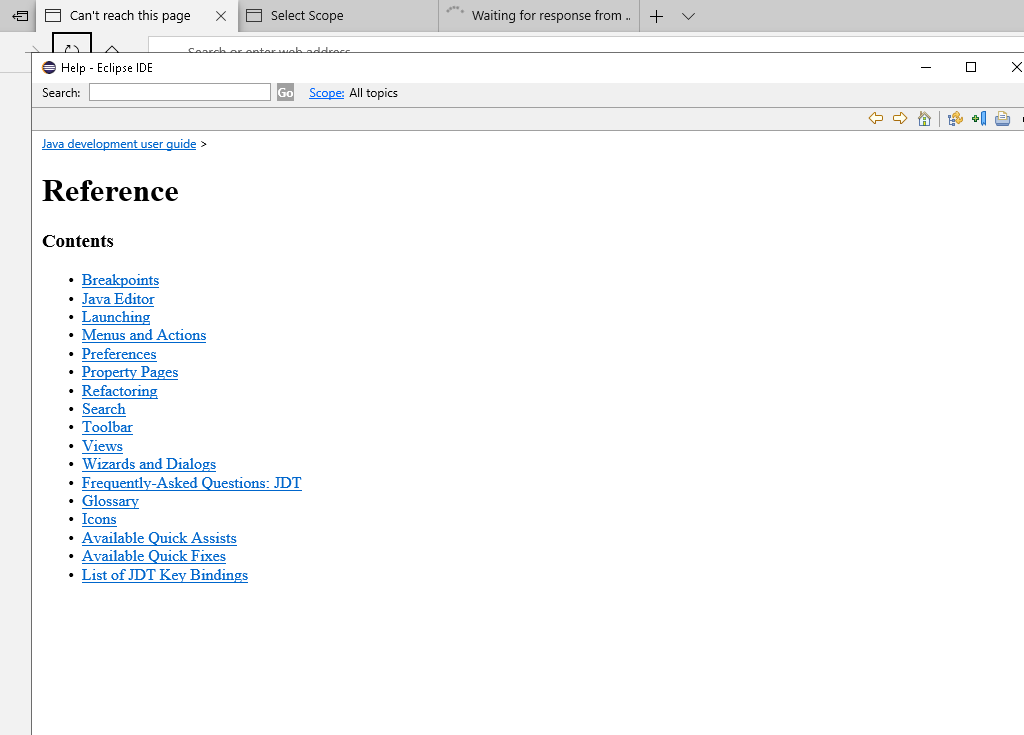 Can't reach this page
Select Scope
Waiting for response from ..
Search or enter web address
Help - Eclipse IDE
Search:
Go
Scope: All topics
Java development user guide >
Reference
Contents
• Breakpoints
• Java Editor
• Launching
• Menus and Actions
• Preferences
• Property Pages
• Refactoring
• Search
• Toolbar
• Views
• Wizards and Dialogs
• Frequently-Asked Questions: JDT
• Glossary
• Icons
• Available Quick Assists
• Available Quick Fixes
• List of JDT Key Bindings